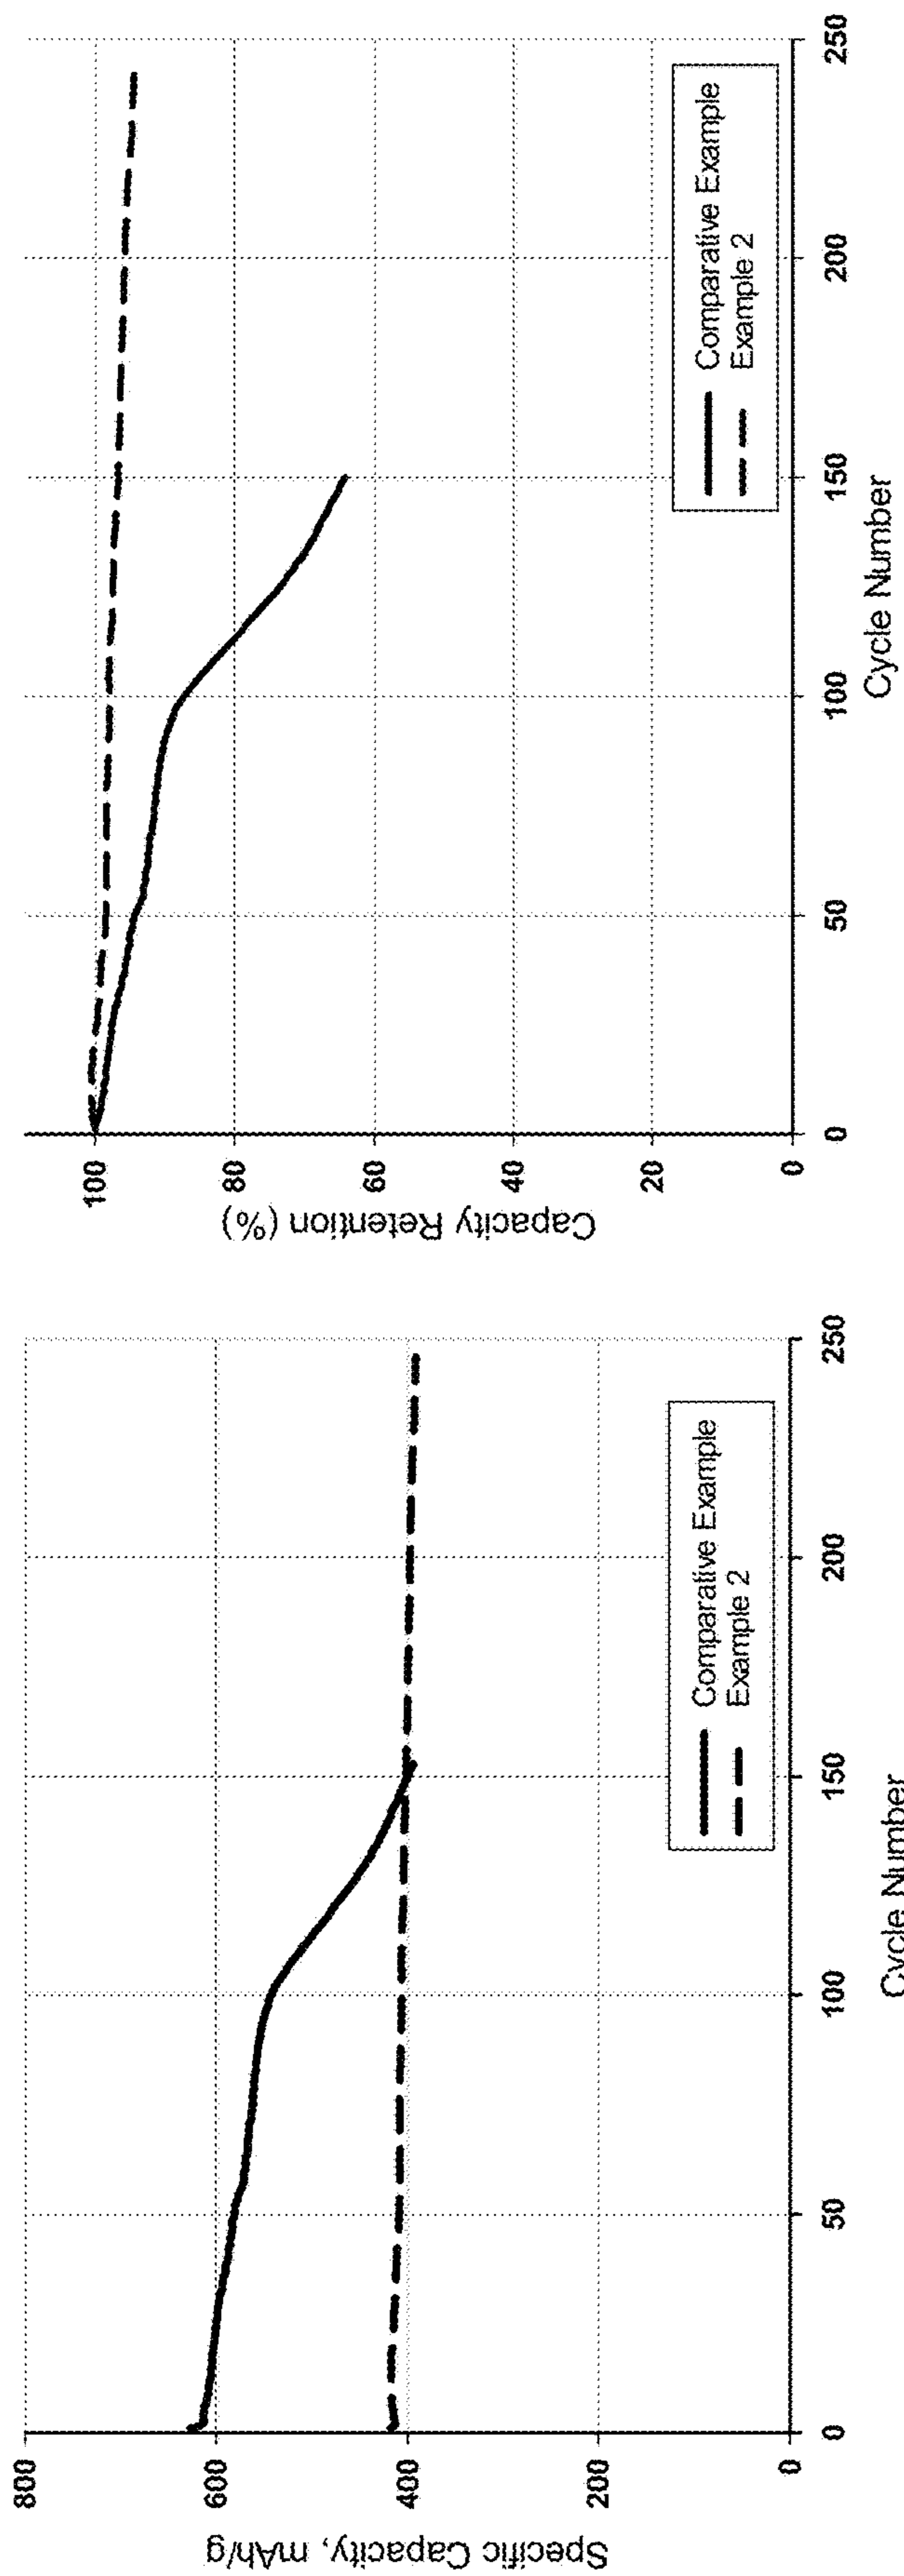 Specific Capacity, mAh/g
800
600
400
200
0
0
50
100
150
200
250
Cycle Number
Comparative Example
Example 2
Capacity Retention (%)
100
80
60
40
20
0
0
50
100
150
200
250
Cycle Number
Comparative Example
Example 2